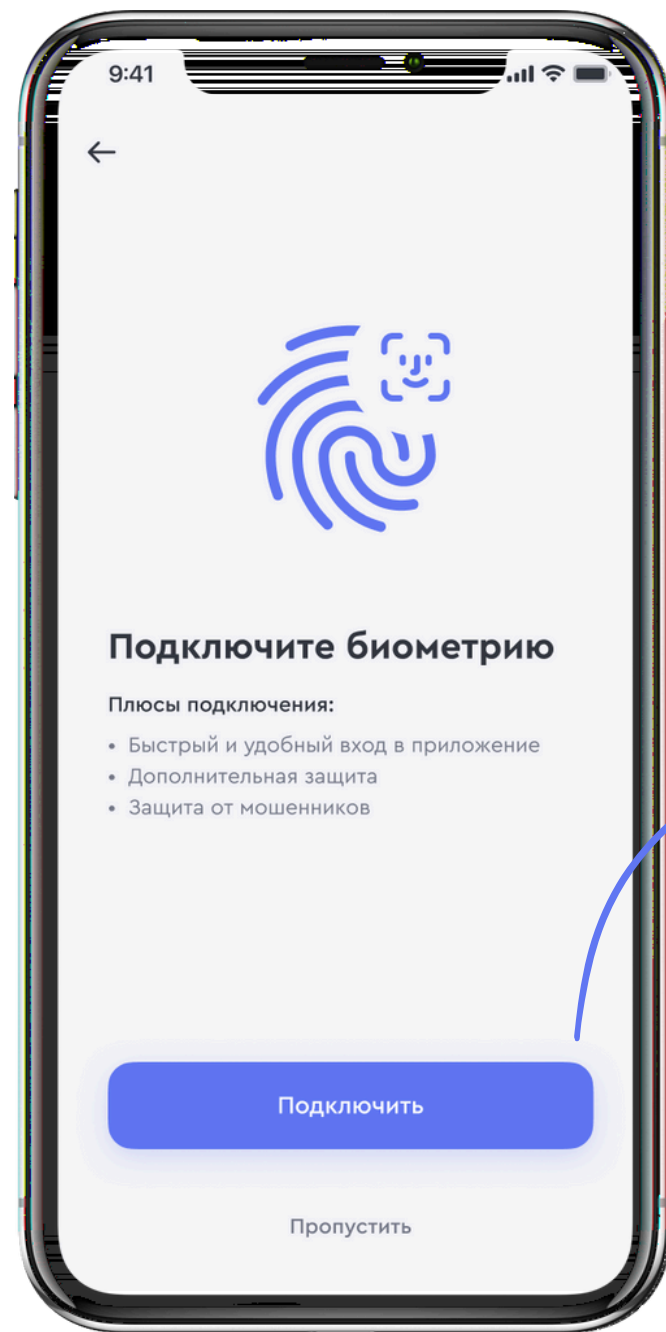 9:41
Подключите биометрию
Плюсы подключения:
• Быстрый и удобный вход в приложение
• Дополнительная защита
• Защита от мошенников
Подключить
Пропустить